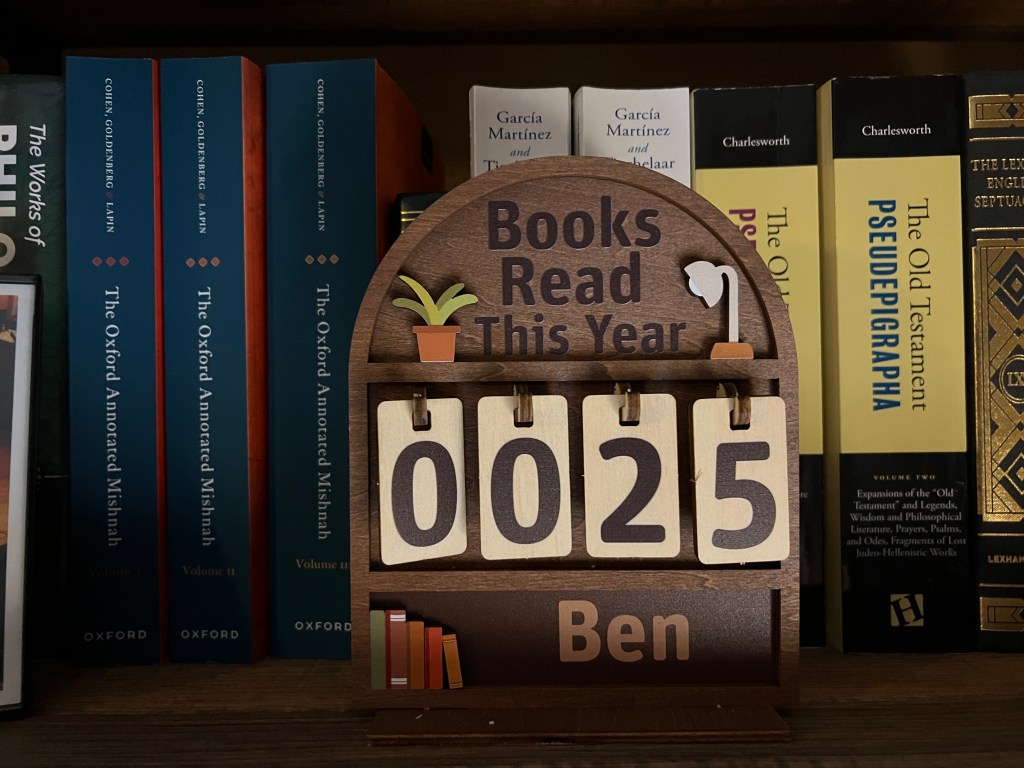 The Works of
COHEN, GOLDENBERG & LAPIN
The Oxford Annotated Mishnah
OXFORD
COHEN, GOLDENBERG & LAPIN
The Oxford Annotated Mishnah
Volume II
OXFORD
COHEN, GOLDENBERG & LAPIN
The Oxford Annotated Mishnah
Volume
OXFORD
García
Martínez
and
García
Martínez
and
Books
Read
This Year
0025
Ben
Charlesworth
The Old
Charlesworth
The Old Testament
PSEUDEPIGRAPHA
VOLUME TWO
Expansions of the "Old
Testament" and Legends,
Wisdom and Philosophical
Literature, Prayers, Psalms,
and Odes, Fragments of Lost
Judeo-Hellenistic Works
H
THE